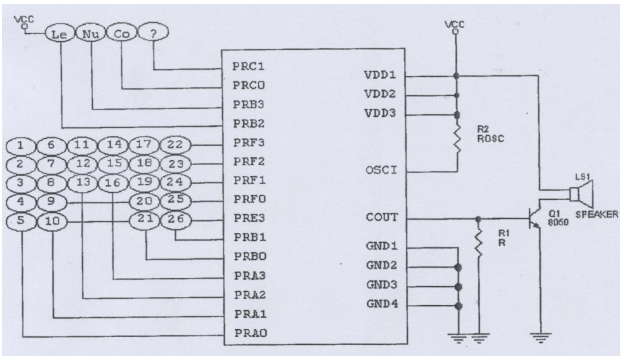 VCC
Le Nu Co ?
VCC
PRC1
PRC0
PRB3
PRB2
VDD1
VDD2
VDD3
R2
ROSC
1 6 11 14 17 22 PRF3
2 7 12 15 18 23 PRF2
3 8 13 16 19 24 PRF1
4 9 20 25 PRF0
5 10 21 26 PRE3
OSCI
LS1
SPEAKER
COUT
Q1
8050
R1
R
PRB1
PRB0
PRA3
PRA2
PRA1
PRA0
GND1
GND2
GND3
GND4